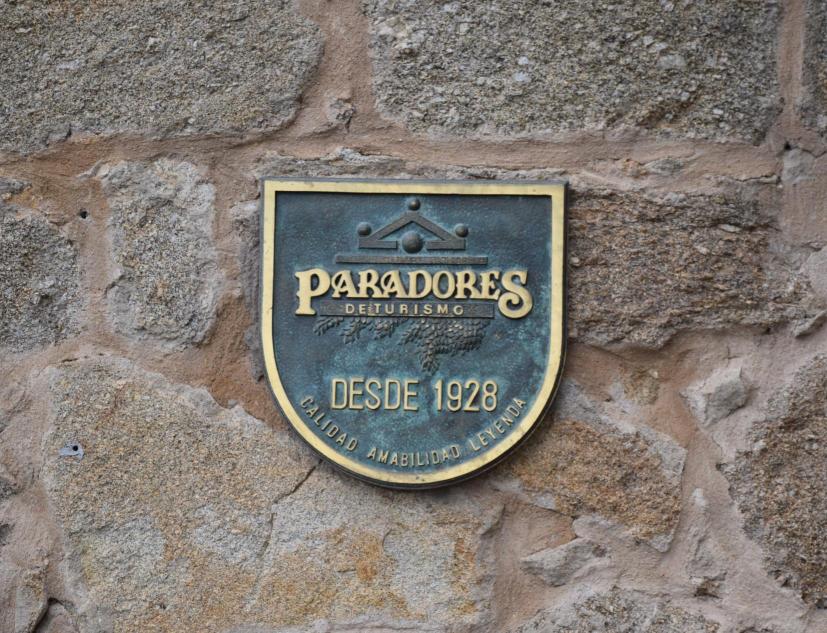 PARADORES
DE TURISMO
DESDE 1928
CALIDAD AMABILIDAD LEYENDA